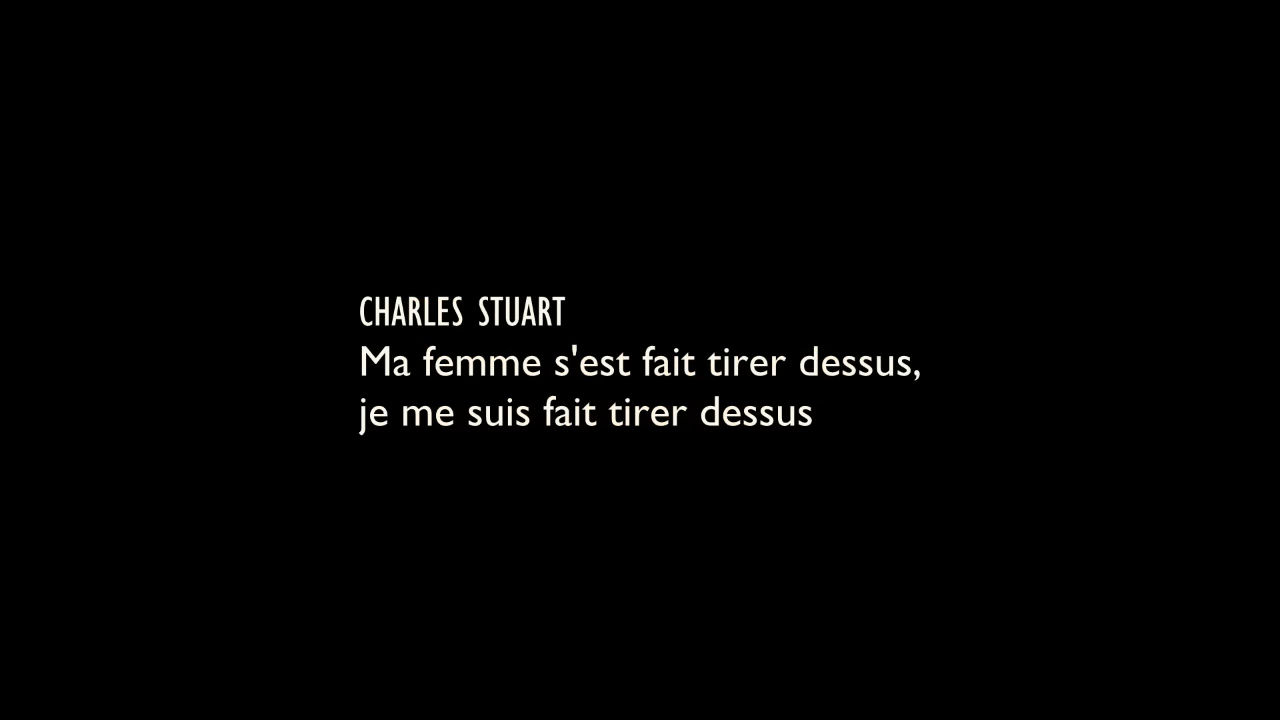 CHARLES STUART
Ma femme s'est fait tirer dessus,
je me suis fait tirer dessus